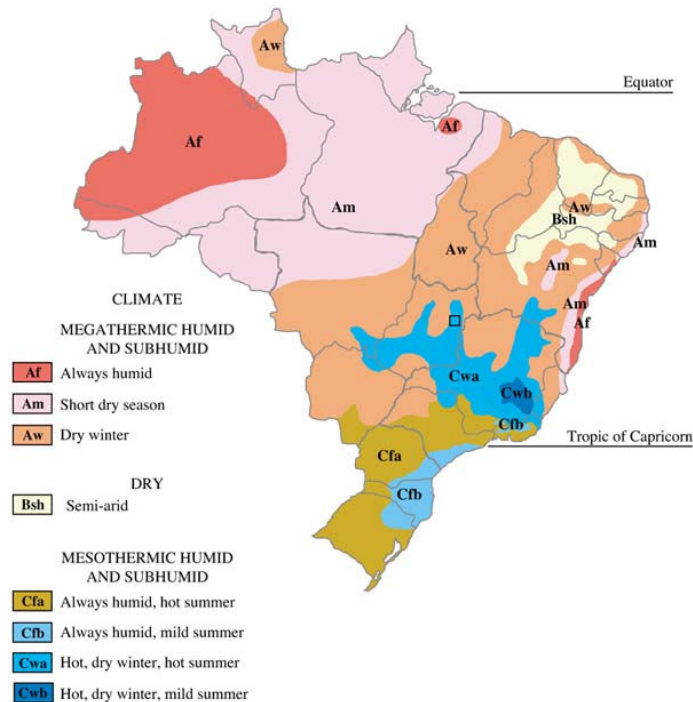 Aw
Equator
Af
Af
Am
Aw
Bsh
Aw
Am
Am
Am
Af
CLIMATE
MEGATHERMIC HUMID
AND SUBHUMID
Af Always humid
Am Short dry season
Aw Dry winter
Cwa
Cwb
Cfb
Tropic of Capricorn
Cfa
Cfb
DRY
Bsh Semi-arid
MESOTHERMIC HUMID
AND SUBHUMID
Cfa Always humid, hot summer
Cfb Always humid, mild summer
Cwa Hot, dry winter, hot summer
Cwb Hot, dry winter, mild summer